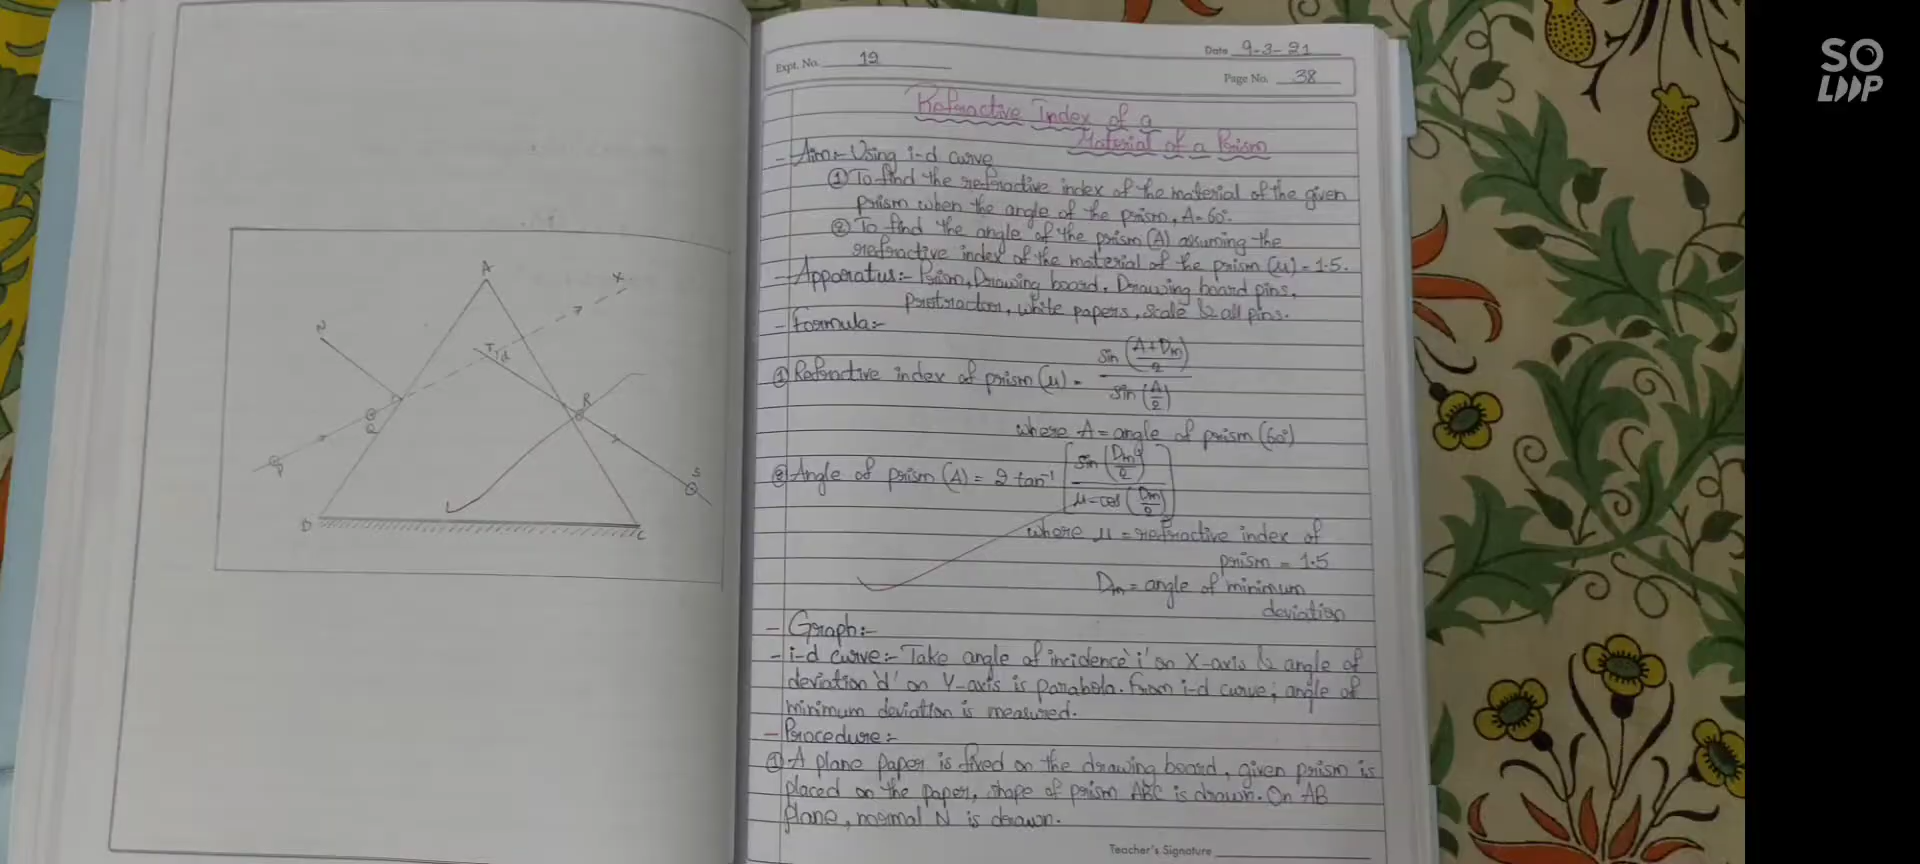 A
X
N
T d
R
Q
P
S
B
C
Expt. No. 19
Date 9-3-21
Page No. 38
Refractive Index of a
Material of a Prism
- Aim:- Using i-d curve
① To find the refractive index of the material of the given
prism when the angle of the prism, A=60°.
② To find the angle of the prism (A) assuming the
refractive index of the material of the prism (μ) = 1.5.
- Apparatus:- Prism, Drawing board, Drawing board pins,
protractor, white papers, scale & all pins.
- Formula:-
① Refractive index of prism (μ) = sin (A+Dm/2) / sin (A/2)
where A = angle of prism (60°)
② Angle of prism (A) = 2 tan⁻¹ [sin (Dm/2) / μ-cos (Dm/2)]
where μ = refractive index of
prism = 1.5
Dm = angle of minimum
deviation
- Graph:-
- i-d curve:- Take angle of incidence 'i' on X-axis & angle of
deviation 'd' on Y-axis is parabola. From i-d curve, angle of
minimum deviation is measured.
- Procedure:-
① A plane paper is fixed on the drawing board, given prism is
placed on the paper, shape of prism ABC is drawn. On AB
plane, normal N is drawn.
Teacher's Signature
SO
LOOP